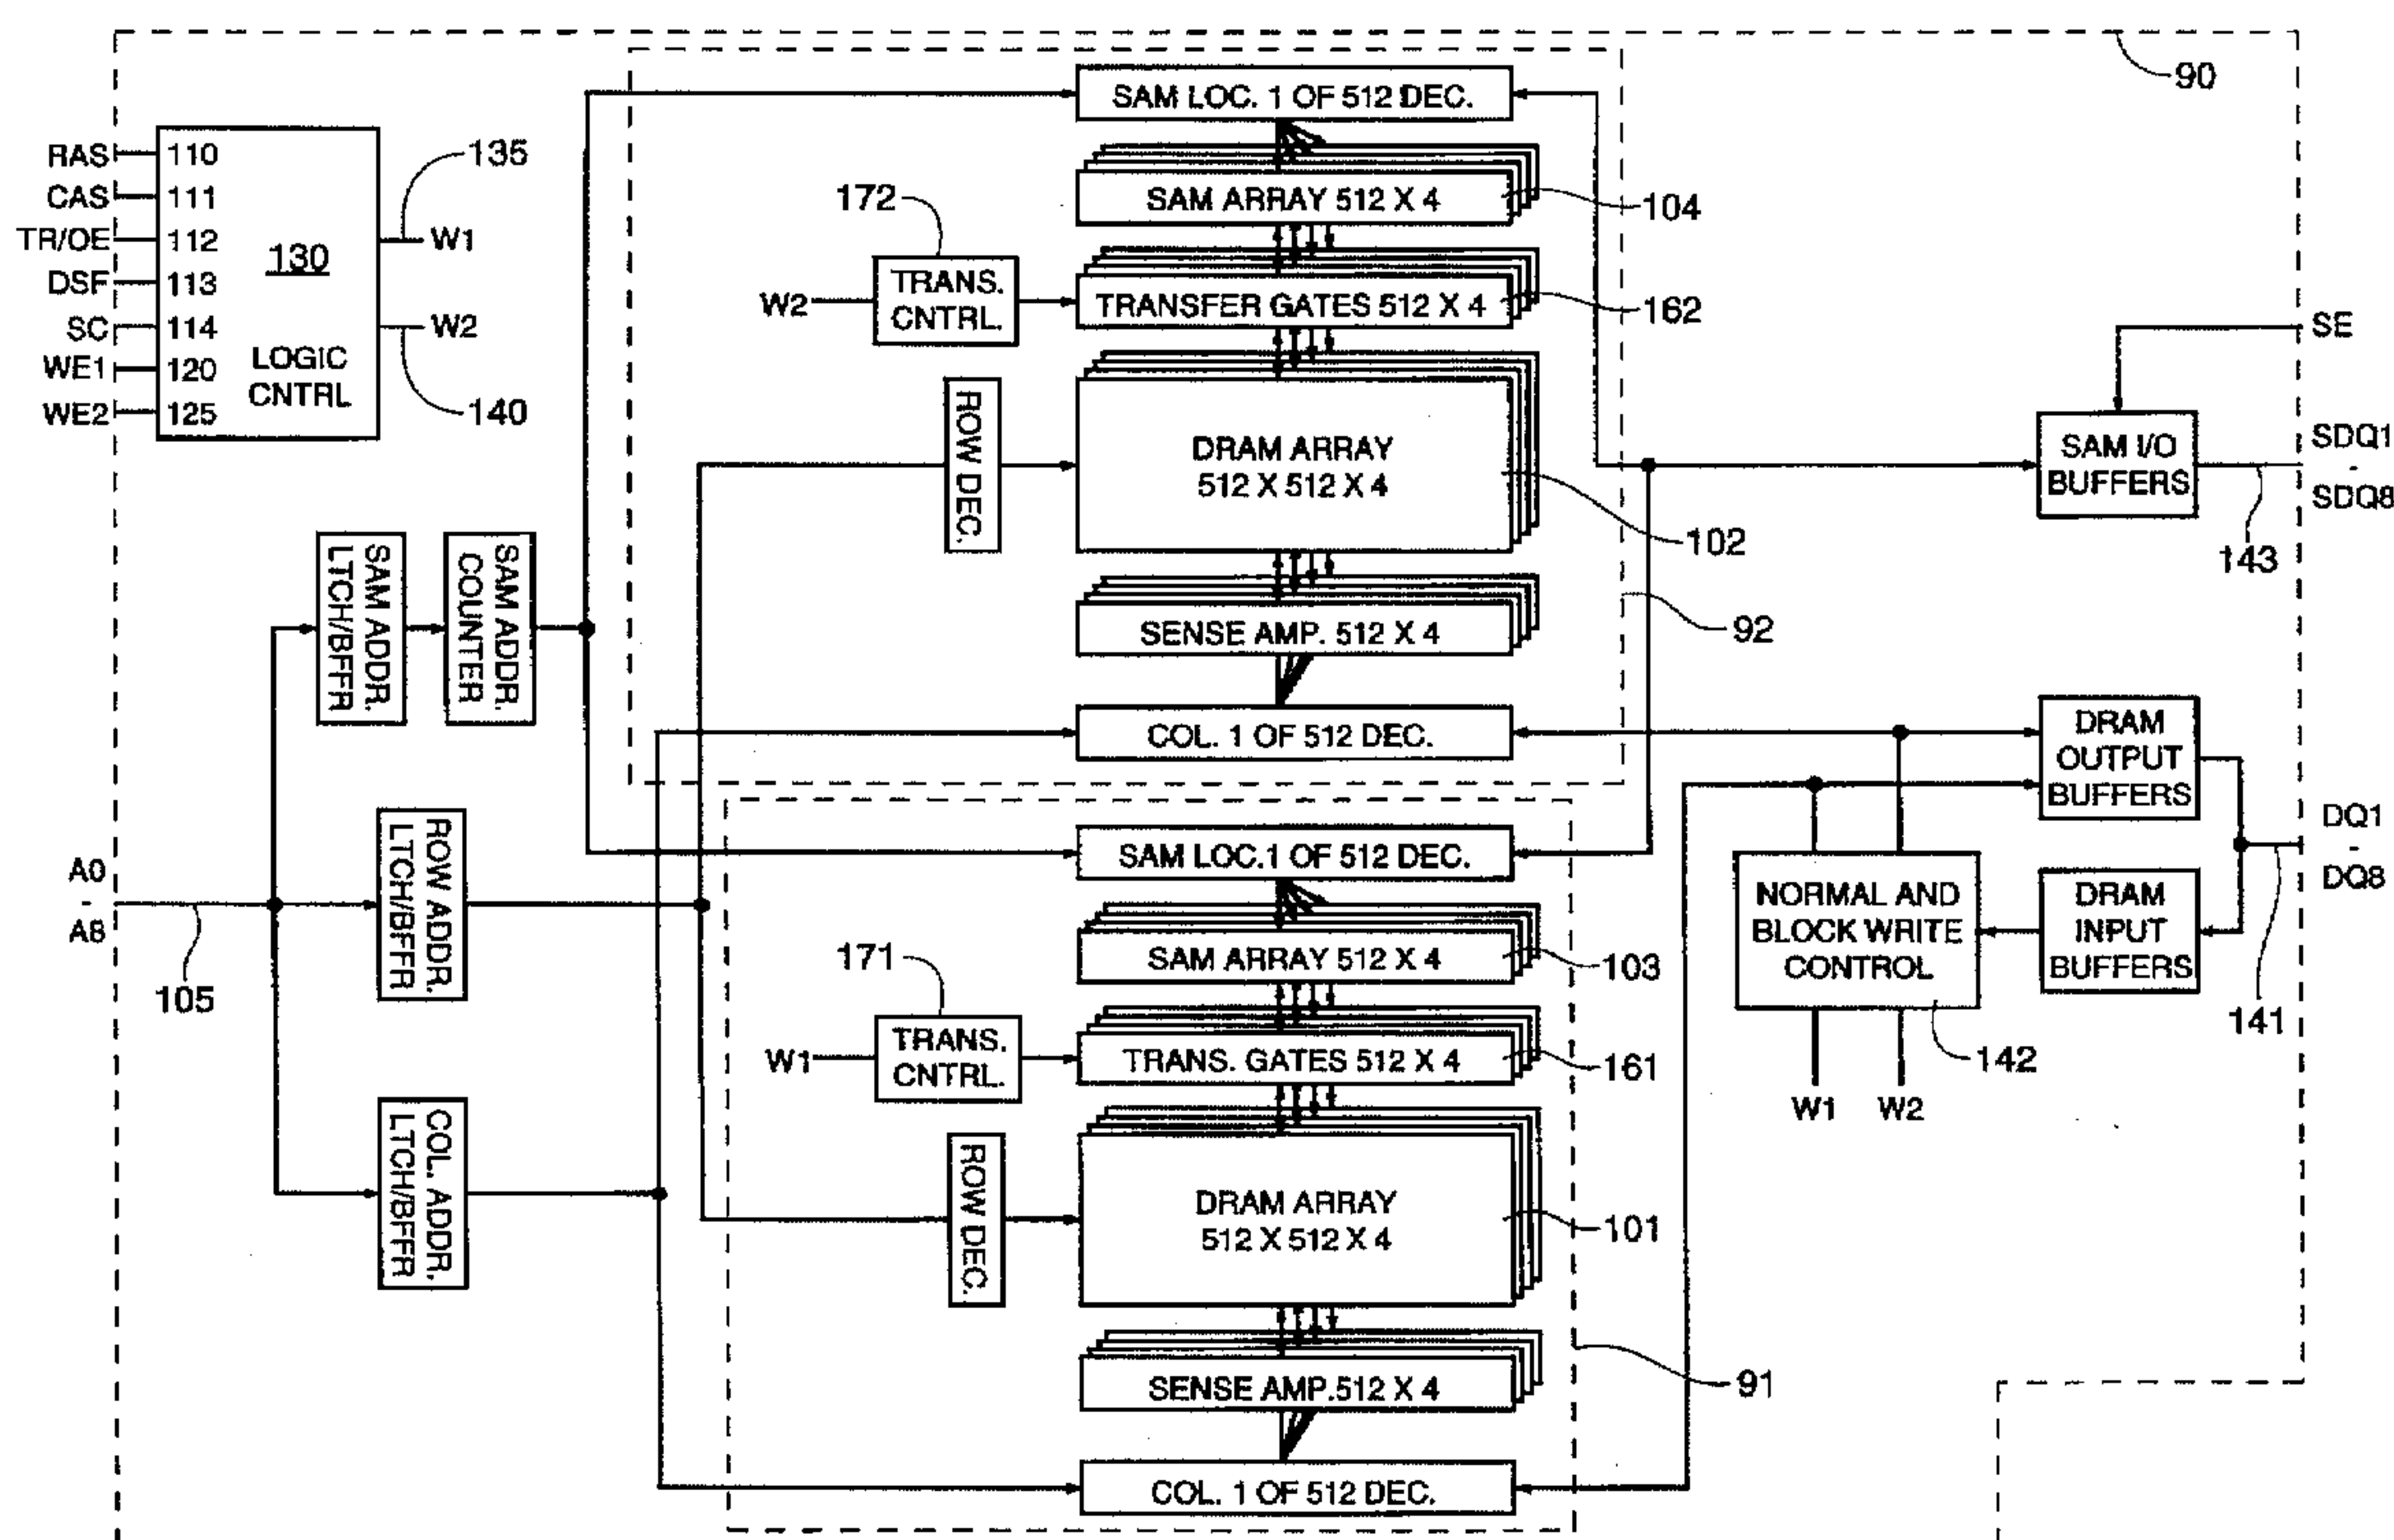 90
RAS
CAS
TR/OE
DSF
SC
WE1
WE2
110
111
112
113
114
120
125
130
LOGIC
CNTRL
135
W1
W2
140
SAM LOC. 1 OF 512 DEC.
SAM ARRAY 512 X 4
104
172
W2
TRANS.
CNTRL.
TRANSFER GATES 512 X 4
162
ROW DEC.
DRAM ARRAY
512 X 512 X 4
102
SENSE AMP. 512 X 4
92
COL. 1 OF 512 DEC.
SE
SAM I/O
BUFFERS
SDQ1
-
SDQ8
143
SAM ADDR.
LTCH/BFFR
SAM ADDR.
COUNTER
A0
-
A8
105
ROW ADDR.
LTCH/BFFR
COL. ADDR.
LTCH/BFFR
SAM LOC.1 OF 512 DEC.
SAM ARRAY 512 X 4
103
171
W1
TRANS.
CNTRL.
TRANS. GATES 512 X 4
161
ROW DEC.
DRAM ARRAY
512 X 512 X 4
101
SENSE AMP.512 X 4
91
COL. 1 OF 512 DEC.
DRAM
OUTPUT
BUFFERS
DQ1
-
DQ8
141
NORMAL AND
BLOCK WRITE
CONTROL
DRAM
INPUT
BUFFERS
142
W1
W2